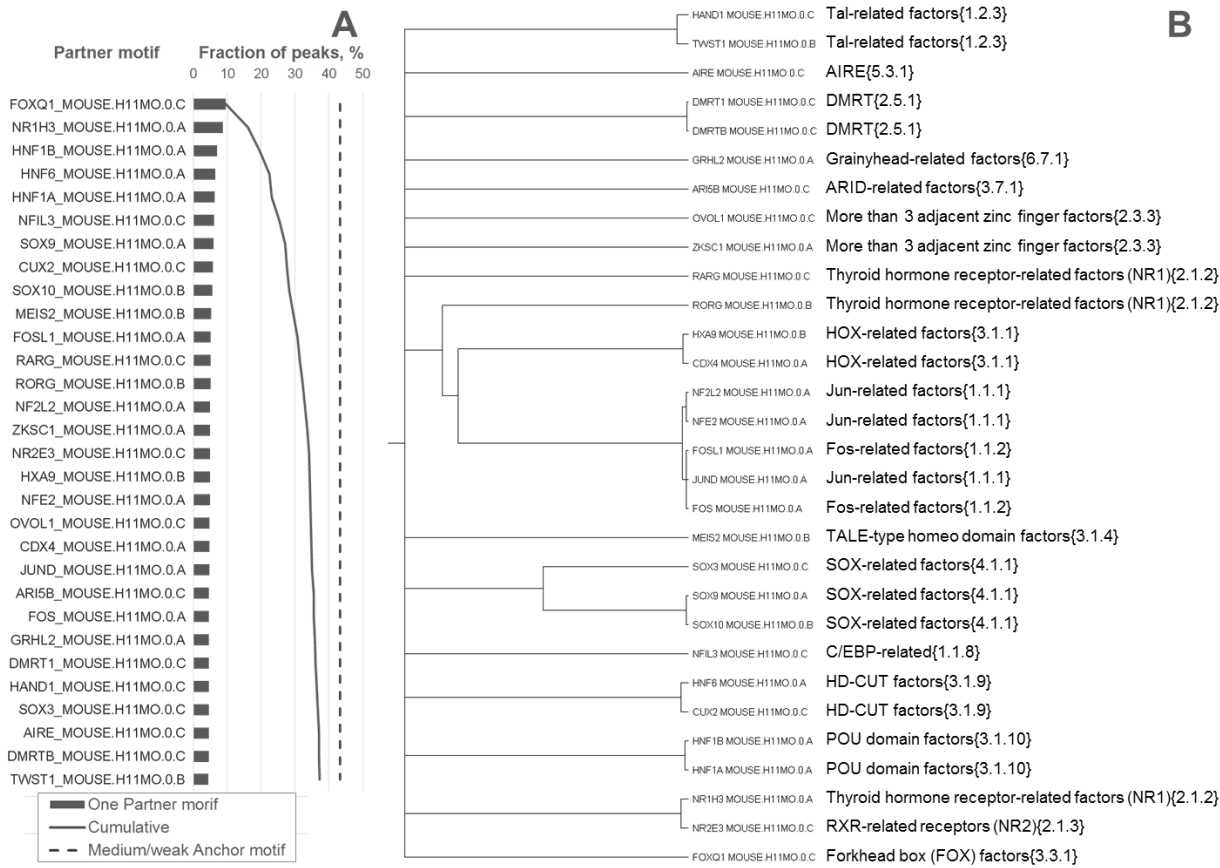 A
Partner motif
Fraction of peaks, %
0 10 20 30 40 50
FOXQ1_MOUSE.H11MO.0.C
NR1H3_MOUSE.H11MO.0.A
HNF1B_MOUSE.H11MO.0.A
HNF6_MOUSE.H11MO.0.A
HNF1A_MOUSE.H11MO.0.A
NFIL3_MOUSE.H11MO.0.C
SOX9_MOUSE.H11MO.0.A
CUX2_MOUSE.H11MO.0.C
SOX10_MOUSE.H11MO.0.B
MEIS2_MOUSE.H11MO.0.B
FOSL1_MOUSE.H11MO.0.A
RARG_MOUSE.H11MO.0.C
RORG_MOUSE.H11MO.0.B
NF2L2_MOUSE.H11MO.0.A
ZKSC1_MOUSE.H11MO.0.A
NR2E3_MOUSE.H11MO.0.C
HXA9_MOUSE.H11MO.0.B
NFE2_MOUSE.H11MO.0.A
OVOL1_MOUSE.H11MO.0.C
CDX4_MOUSE.H11MO.0.A
JUND_MOUSE.H11MO.0.A
ARI5B_MOUSE.H11MO.0.C
FOS_MOUSE.H11MO.0.A
GRHL2_MOUSE.H11MO.0.A
DMRT1_MOUSE.H11MO.0.C
HAND1_MOUSE.H11MO.0.C
SOX3_MOUSE.H11MO.0.C
AIRE_MOUSE.H11MO.0.C
DMRTB_MOUSE.H11MO.0.C
TWST1_MOUSE.H11MO.0.B
One Partner morif
Cumulative
Medium/weak Anchor motif
B
HAND1 MOUSE.H11MO.0.C Tal-related factors{1.2.3}
TWST1 MOUSE.H11MO.0.B Tal-related factors{1.2.3}
AIRE MOUSE.H11MO.0.C AIRE{5.3.1}
DMRT1 MOUSE.H11MO.0.C DMRT{2.5.1}
DMRTB MOUSE.H11MO.0.C DMRT{2.5.1}
GRHL2 MOUSE.H11MO.0.A Grainyhead-related factors{6.7.1}
ARI5B MOUSE.H11MO.0.C ARID-related factors{3.7.1}
OVOL1 MOUSE.H11MO.0.C More than 3 adjacent zinc finger factors{2.3.3}
ZKSC1 MOUSE.H11MO.0.A More than 3 adjacent zinc finger factors{2.3.3}
RARG MOUSE.H11MO.0.C Thyroid hormone receptor-related factors (NR1){2.1.2}
RORG MOUSE.H11MO.0.B Thyroid hormone receptor-related factors (NR1){2.1.2}
HXA9 MOUSE.H11MO.0.B HOX-related factors{3.1.1}
CDX4 MOUSE.H11MO.0.A HOX-related factors{3.1.1}
NF2L2 MOUSE.H11MO.0.A Jun-related factors{1.1.1}
NFE2 MOUSE.H11MO.0.A Jun-related factors{1.1.1}
FOSL1 MOUSE.H11MO.0.A Fos-related factors{1.1.2}
JUND MOUSE.H11MO.0.A Jun-related factors{1.1.1}
FOS MOUSE.H11MO.0.A Fos-related factors{1.1.2}
MEIS2 MOUSE.H11MO.0.B TALE-type homeo domain factors{3.1.4}
SOX3 MOUSE.H11MO.0.C SOX-related factors{4.1.1}
SOX9 MOUSE.H11MO.0.A SOX-related factors{4.1.1}
SOX10 MOUSE.H11MO.0.B SOX-related factors{4.1.1}
NFIL3 MOUSE.H11MO.0.C C/EBP-related{1.1.8}
HNF6 MOUSE.H11MO.0.A HD-CUT factors{3.1.9}
CUX2 MOUSE.H11MO.0.C HD-CUT factors{3.1.9}
HNF1B MOUSE.H11MO.0.A POU domain factors{3.1.10}
HNF1A MOUSE.H11MO.0.A POU domain factors{3.1.10}
NR1H3 MOUSE.H11MO.0.A Thyroid hormone receptor-related factors (NR1){2.1.2}
NR2E3 MOUSE.H11MO.0.C RXR-related receptors (NR2){2.1.3}
FOXQ1 MOUSE.H11MO.0.C Forkhead box (FOX) factors{3.3.1}